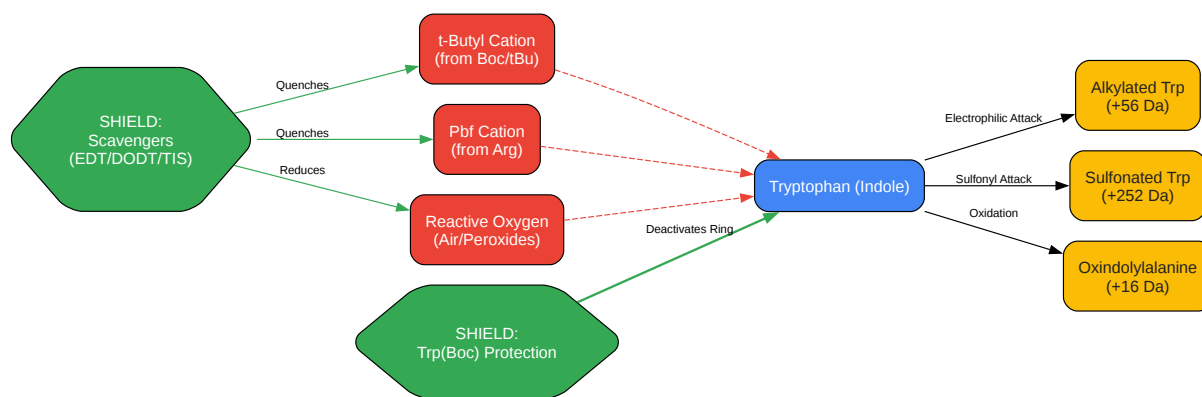 t-Butyl Cation
(from Boc/tBu)
Alkylated Trp
(+56 Da)
Quenches
Electrophilic Attack
SHIELD:
Scavengers
(EDT/DODT/TIS)
Quenches
Pbf Cation
(from Arg)
Reduces
Tryptophan (Indole)
Sulfonyl Attack
Sulfonated Trp
(+252 Da)
Oxidation
Reactive Oxygen
(Air/Peroxides)
Deactivates Ring
Oxindolylalanine
(+16 Da)
SHIELD:
Trp(Boc) Protection